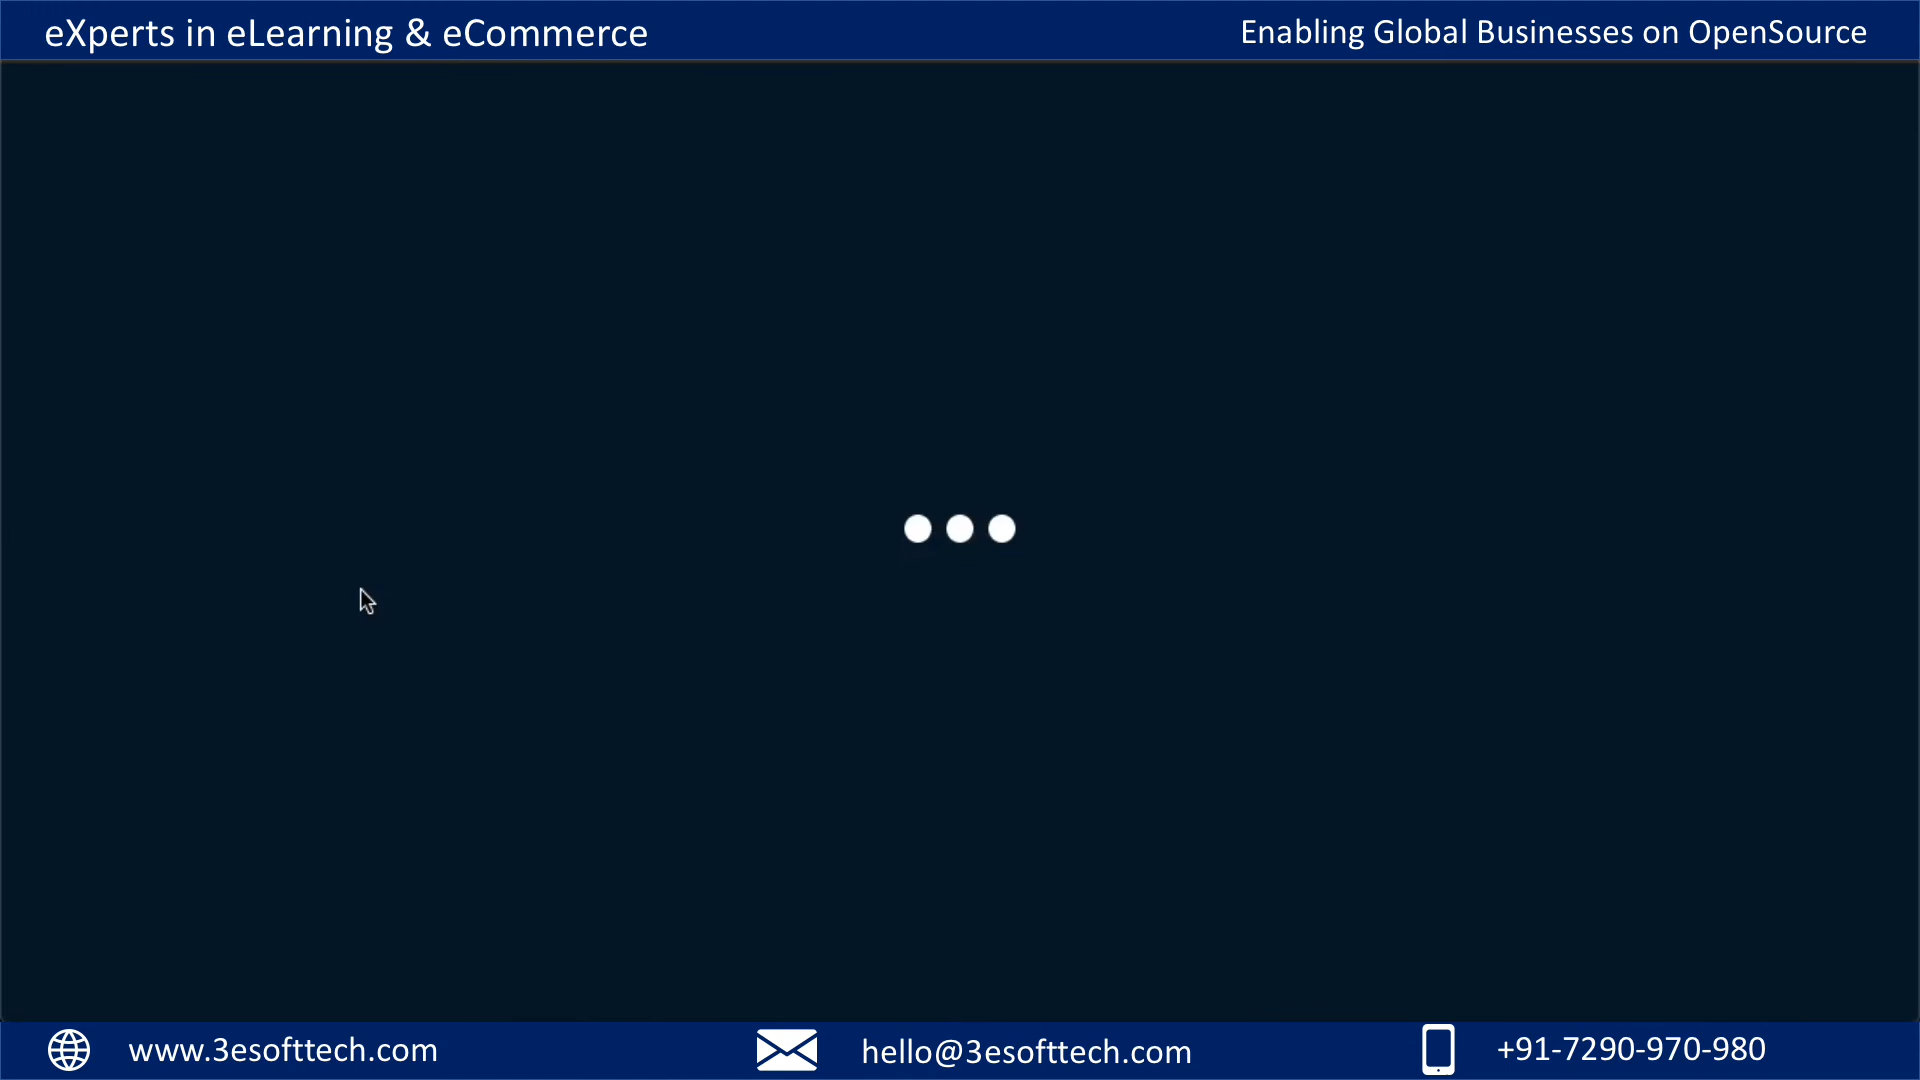 eXperts in eLearning & eCommerce
Enabling Global Businesses on OpenSource
www.3esofttech.com
hello@3esofttech.com
+91-7290-970-980